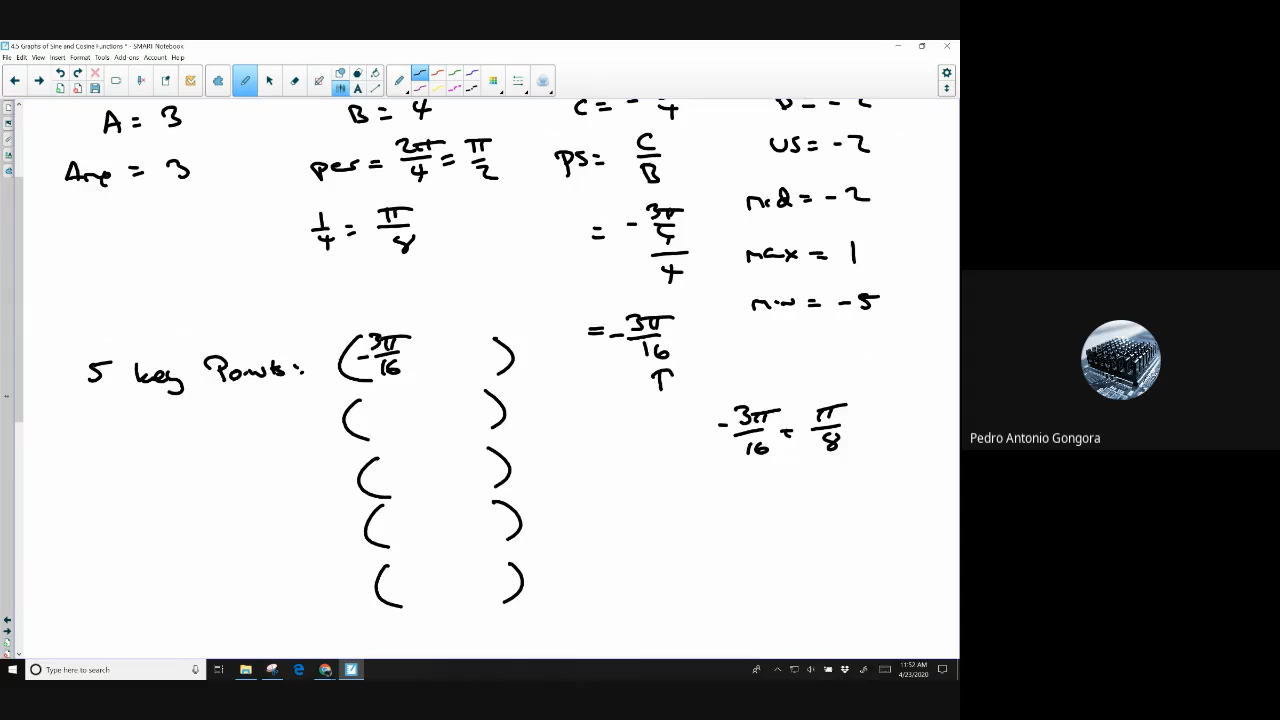 4.5 Graphs of Sine and Cosine Functions * - SMART Notebook
File Edit View Insert Format Tools Add-ons Account Help
A = 3 B = 4 C = - 4 = - 2
Amp = 3 per = 2π/4 = π/2 PS = C/B VS = -2
mid = -2
1/4 = π/8 = - 3π/4/4 max = 1
min = -5
= - 3π/16
↑
5 key Points: (-3π/16 )
( ) -3π/16 + π/8
( )
( )
( )
Pedro Antonio Gongora
Type here to search
11:52 AM
4/23/2020